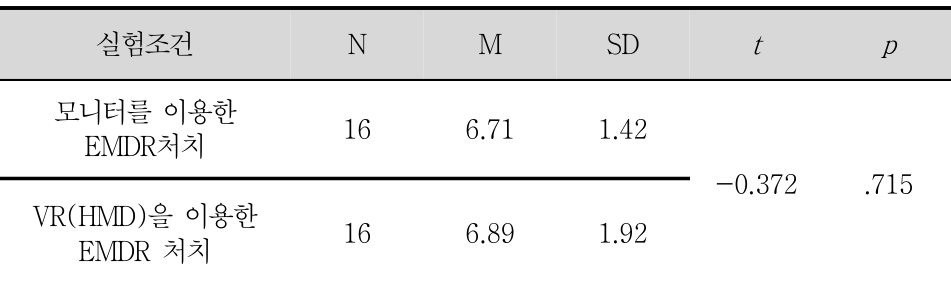 실험조건 N M SD t p
모니터를 이용한
EMDR처치 16 6.71 1.42
-0.372 .715
VR(HMD)을 이용한
EMDR 처치 16 6.89 1.92